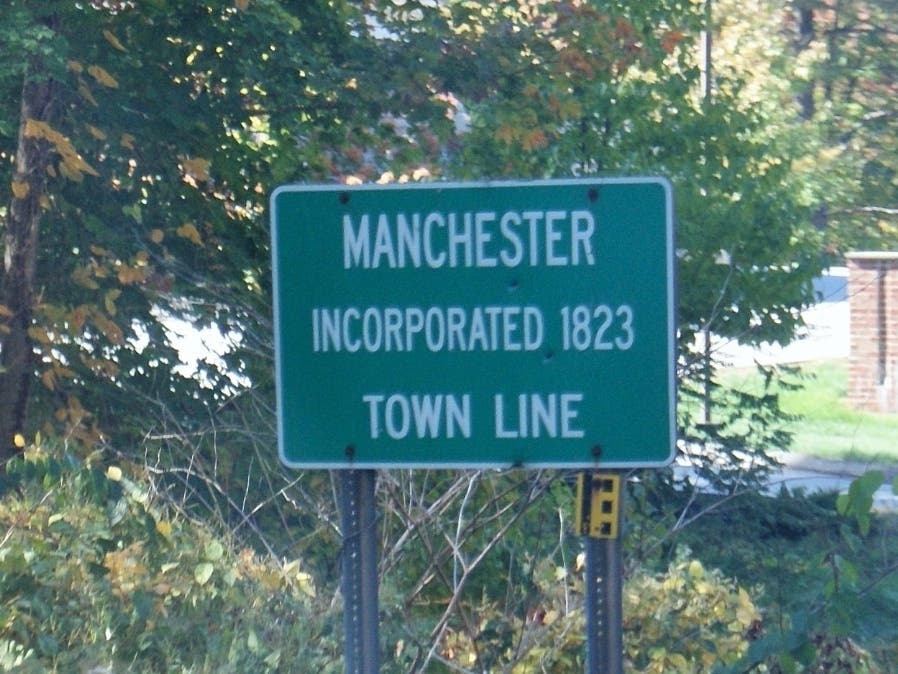 MANCHESTER
INCORPORATED 1823
TOWN LINE